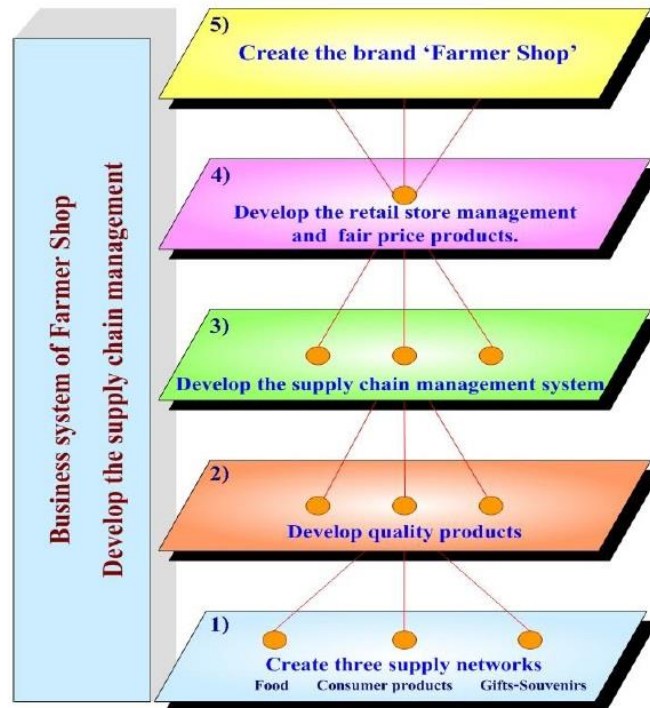 Business system of Farmer Shop
Develop the supply chain management
5)
Create the brand ‘Farmer Shop’
4)
Develop the retail store management
and fair price products.
3)
Develop the supply chain management system
2)
Develop quality products
1)
Create three supply networks
Food Consumer products Gifts-Souvenirs